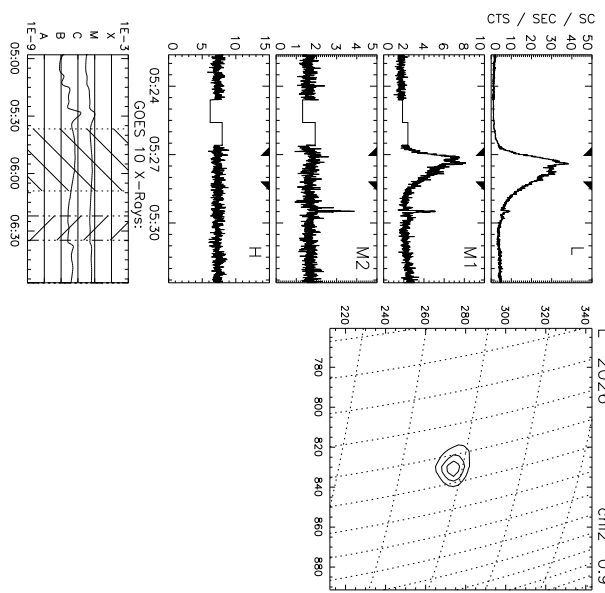 CTS / SEC / SC
0 10 20 30 40 50
L
0 2 4 6 8 10
M1
0 1 2 3 4 5
M2
0 5 10 15
H
05:24 05:27 05:30
GOES 10 X-Rays:
1E-3
X
M
C
B
A
1E-9
05:00 05:30 06:00 06:30
340
320
300
280
260
240
220
780 800 820 840 860 880